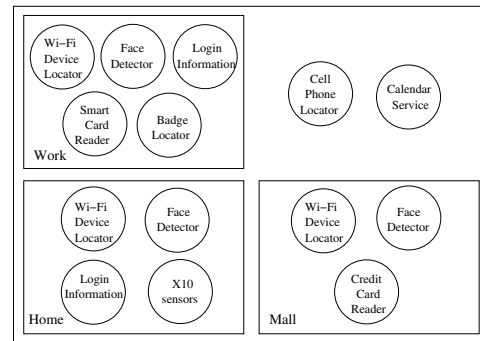 Wi-Fi
Device
Locator
Face
Detector
Login
Information
Smart
Card
Reader
Badge
Locator
Work
Cell
Phone
Locator
Calendar
Service
Wi-Fi
Device
Locator
Face
Detector
Login
Information
X10
sensors
Home
Wi-Fi
Device
Locator
Face
Detector
Credit
Card
Reader
Mall